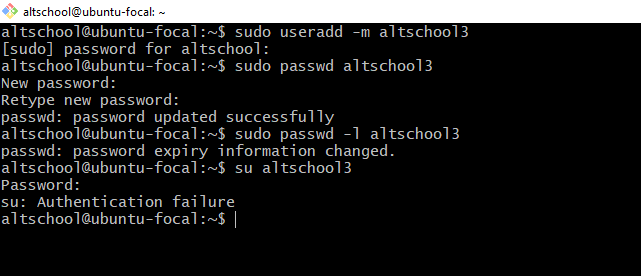 altschool@ubuntu-focal: ~
altschool@ubuntu-focal:~$ sudo useradd -m altschool3
[sudo] password for altschool:
altschool@ubuntu-focal:~$ sudo passwd altschool3
New password:
Retype new password:
passwd: password updated successfully
altschool@ubuntu-focal:~$ sudo passwd -l altschool3
passwd: password expiry information changed.
altschool@ubuntu-focal:~$ su altschool3
Password:
su: Authentication failure
altschool@ubuntu-focal:~$